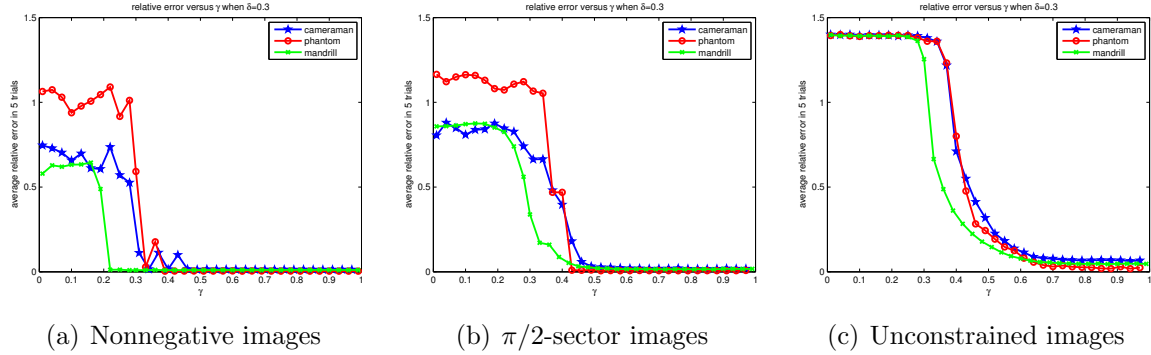 relative error versus γ when δ=0.3
1.5
1
0.5
0
average relative error in 5 trials
cameraman
phantom
mandrill
0 0.1 0.2 0.3 0.4 0.5 0.6 0.7 0.8 0.9 1
γ
(a) Nonnegative images
relative error versus γ when δ=0.3
1.5
1
0.5
0
average relative error in 5 trials
cameraman
phantom
mandrill
0 0.1 0.2 0.3 0.4 0.5 0.6 0.7 0.8 0.9 1
γ
(b) π/2-sector images
relative error versus γ when δ=0.3
1.5
1
0.5
0
average relative error in 5 trials
cameraman
phantom
mandrill
0 0.1 0.2 0.3 0.4 0.5 0.6 0.7 0.8 0.9 1
γ
(c) Unconstrained images